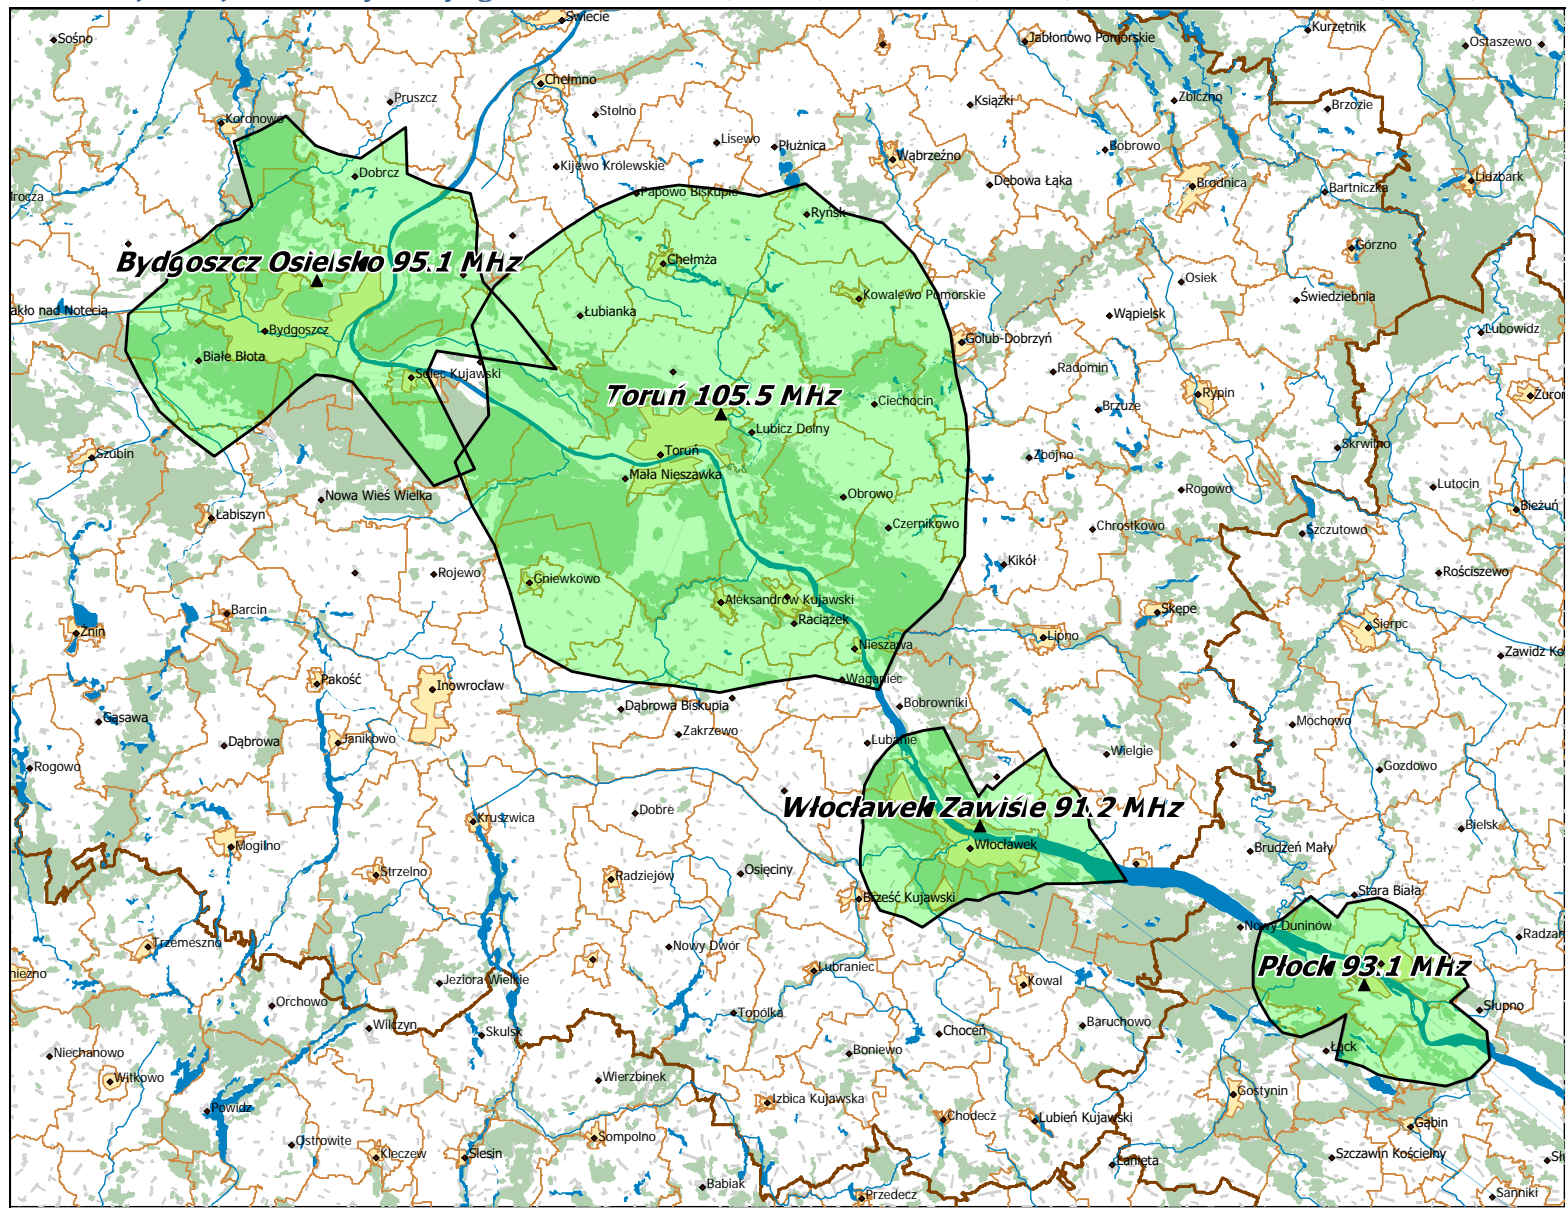 Świecie
Kurzętnik
Sośno
Jabłonowo Pomorskie
Ostaszewo
Chełmno
Pruszcz
Książki
Zbiczno
Brzozie
Stolno
Koronowo
Lisewo
Płużnica
Bobrowo
Wąbrzeźno
Kijewo Królewskie
Dobrcz
Dębowa Łąka
Brodnica
Bartniczka
Lidzbark
Papowo Biskupie
Ryńsk
Górzno
Chełmża
Bydgoszcz Osielsko 95.1 MHz
Osiek
Kowalewo Pomorskie
Świedziebnia
akło nad Notecią
Łubianka
Wąpielsk
Bydgoszcz
Lubowidz
Golub-Dobrzyń
Białe Błota
Solec Kujawski
Radomin
Toruń 105.5 MHz
Rypin
Żuror
Ciechocin
Brzuze
Lubicz Dolny
Skrwilno
Szubin
Toruń
Zbójno
Mała Nieszawka
Rogowo
Lutocin
Nowa Wieś Wielka
Obrowo
Bieżuń
Łabiszyn
Czernikowo
Chrostkowo
Szczutowo
Kikół
Rojewo
Gniewkowo
Rościszewo
Aleksandrów Kujawski
Barcin
Skępe
Raciążek
Sierpc
Żnin
Lipno
Nieszawa
Zawidz Ko
Pakość
Inowrocław
Waganiec
Dąbrowa Biskupia
Bobrowniki
Gąsawa
Mochowo
Zakrzewo
Dąbrowa
Janikowo
Lubanie
Wielgie
Rogowo
Gozdowo
Włocławek Zawiśle 91.2 MHz
Dobre
Kruszwica
Bielsk
Mogilno
Włocławek
Brudzeń Mały
Strzelno
Radziejów
Osięciny
Stara Biała
Brześć Kujawski
Nowy Duninów
Trzemeszno
Nowy Dwór
Radzan
nieźno
Płock 93.1 MHz
Lubraniec
Jeziora Wielkie
Kowal
Orchowo
Topólka
Słupno
Wilczyn
Skulsk
Choceń
Baruchowo
Niechanowo
Boniewo
Łąck
Witkowo
Wierzbinek
Gostynin
Izbica Kujawska
Powidz
Chodecz
Lubień Kujawski
Gąbin
Ostrowite
Sompolno
Kleczew
Ślesin
Łanięta
Szczawin Kościelny
Babiak
Przedecz
Sanniki